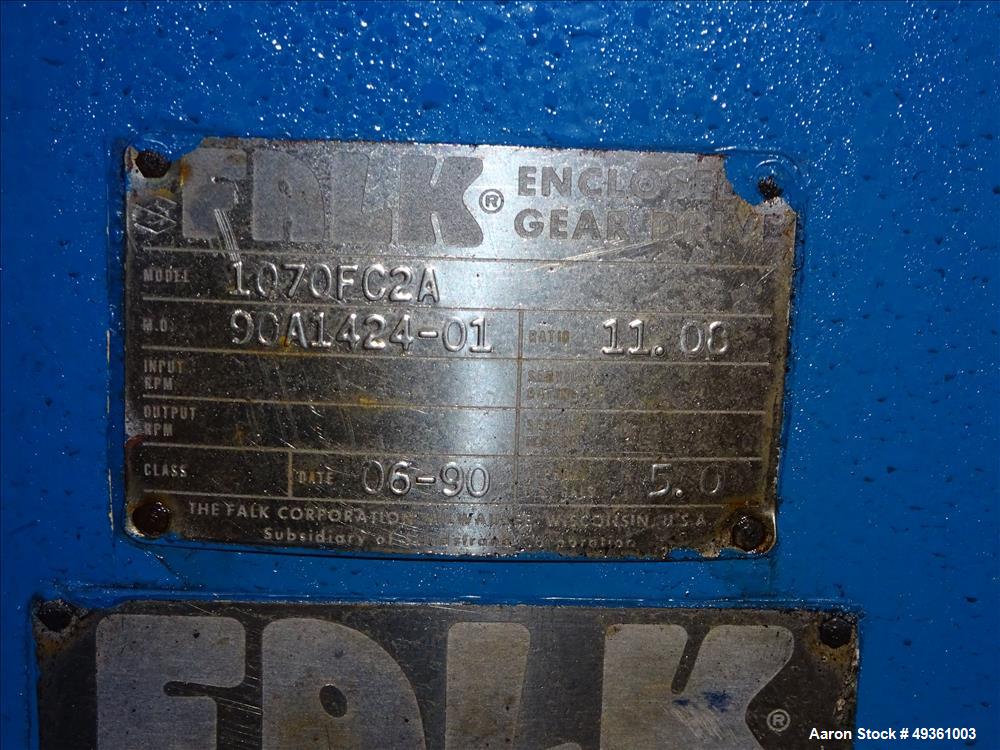 FALK® ENCLOSED
GEAR DRIVE
MODEL 1070FC2A
M.O. 90A1424-01 RATIO 11.08
INPUT
RPM
OUTPUT
RPM
CLASS DATE 06-90 5.0
THE FALK CORPORATION WISCONSIN, U.S.A.
Subsidiary of Corporation
FALK®
Aaron Stock # 49361003